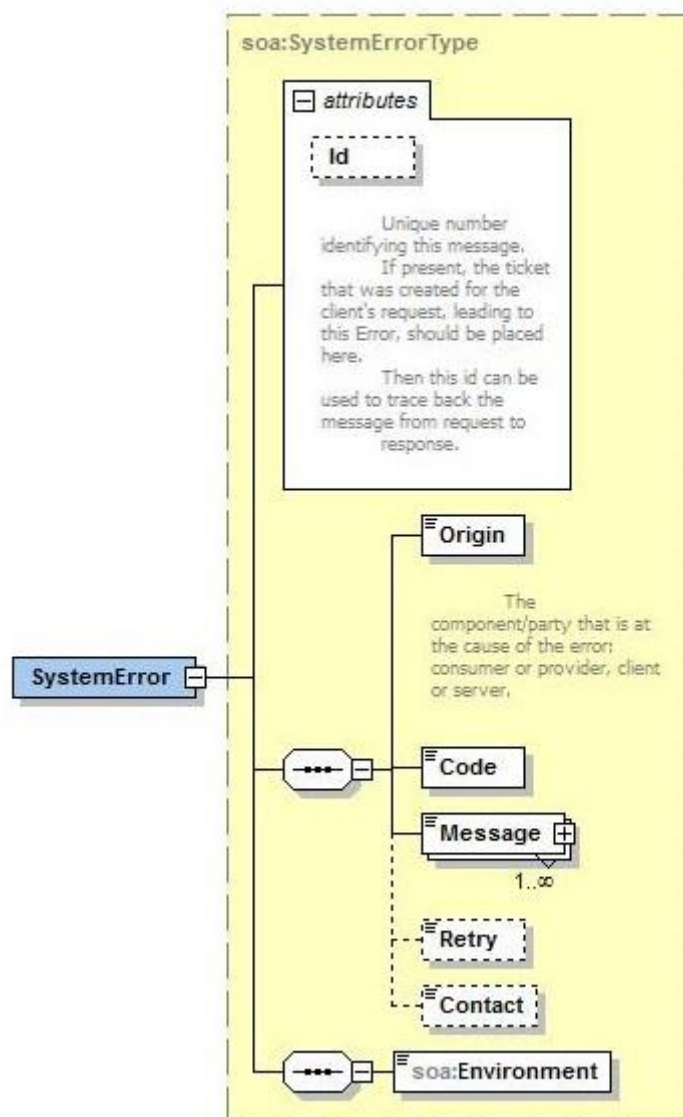 soa:SystemErrorType
attributes
Id
Unique number
identifying this message.
If present, the ticket
that was created for the
client's request, leading to
this Error, should be placed
here.
Then this id can be
used to trace back the
message from request to
response.
Origin
The
component/party that is at
the cause of the error:
consumer or provider, client
or server.
SystemError
Code
Message
1..∞
Retry
Contact
soa:Environment